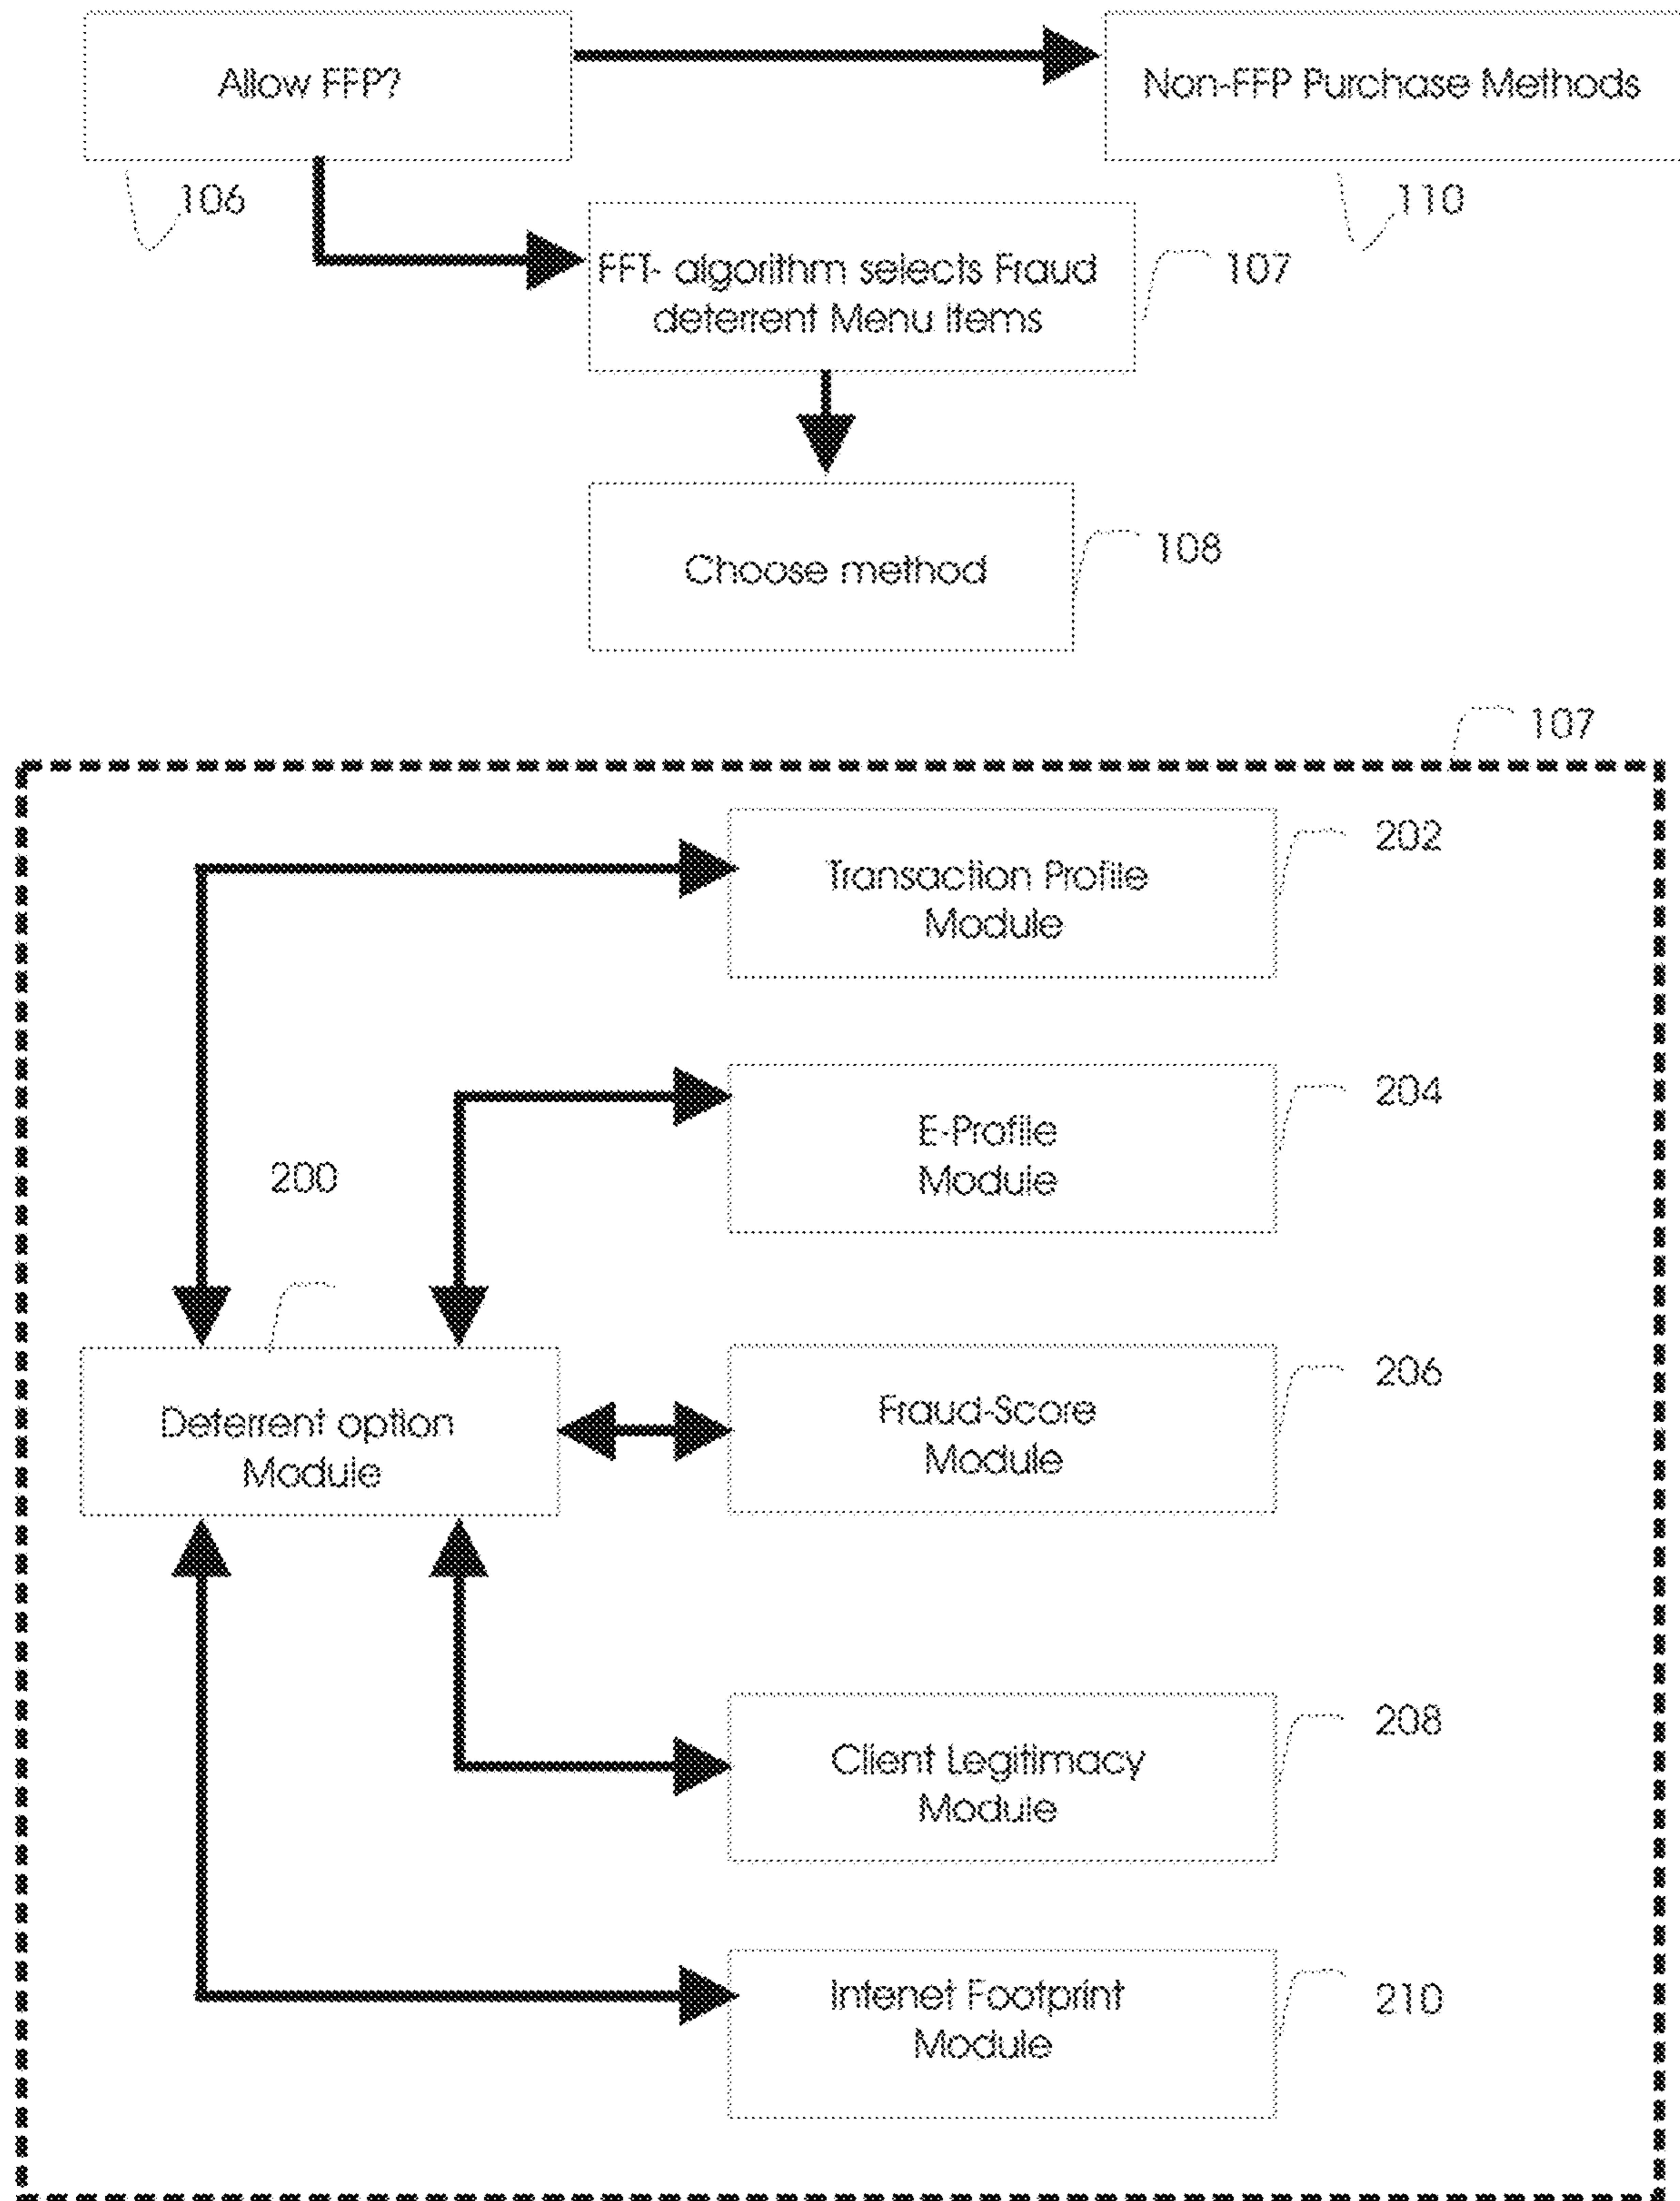 Allow FFP?
Non-FFP Purchase Methods
106
110
FFT- algorithm selects Fraud
deterrent Menu items
107
Choose method
108
107
Transaction Profile
Module
202
E-Profile
Module
204
200
Deterrent option
Module
Fraud-Score
Module
206
Client Legitimacy
Module
208
Intenet Footprint
Module
210